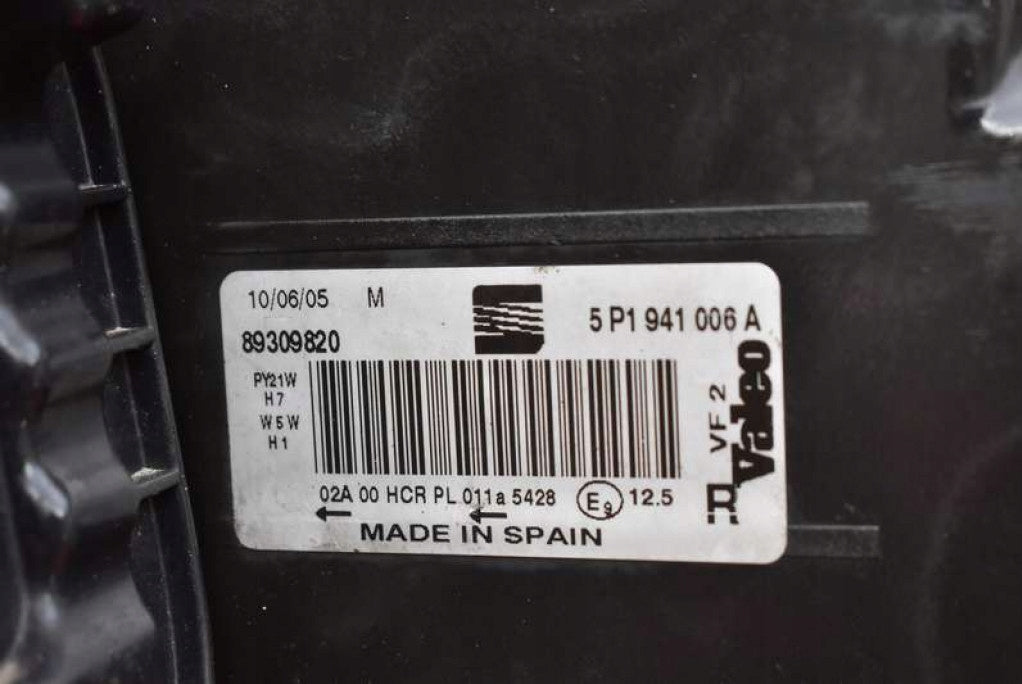 10/06/05 M
5 P1 941 006 A
89309820
PY21W
H7
W5W
H1
02A 00 HCR PL 011a 5428 E9 12.5
MADE IN SPAIN
VF 2
Valeo
R